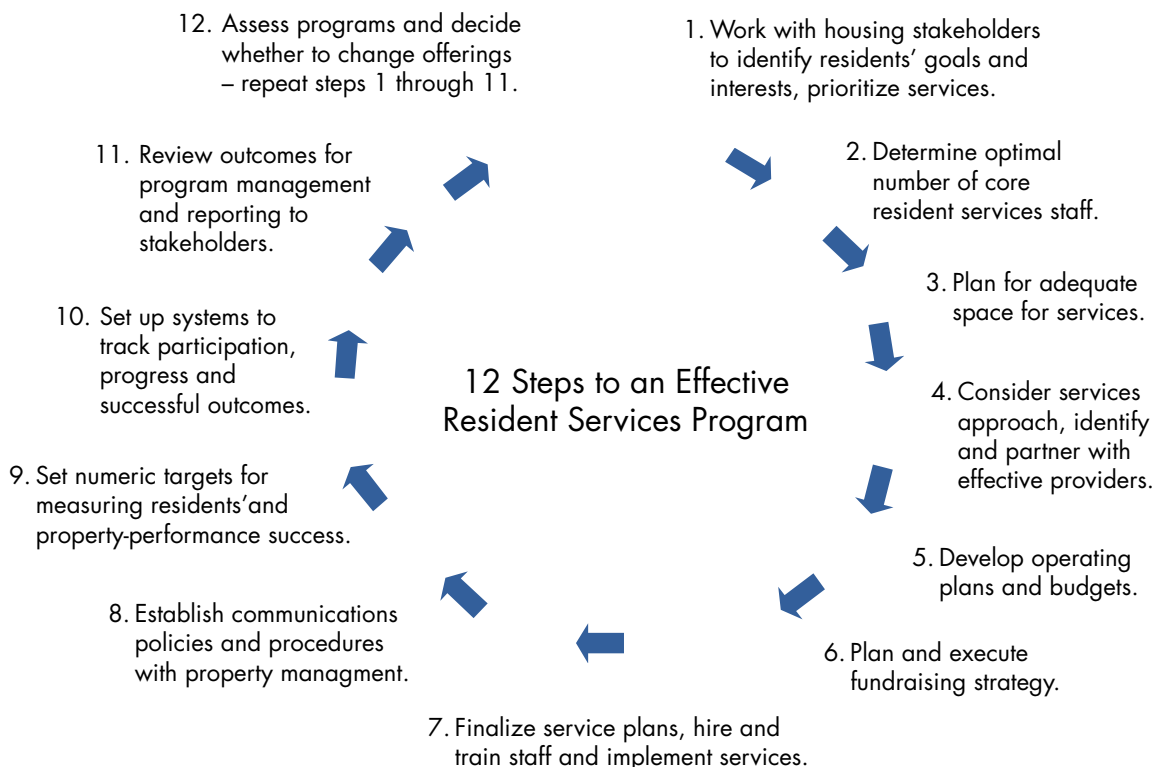 12 Steps to an Effective
Resident Services Program
1. Work with housing stakeholders
to identify residents’ goals and
interests, prioritize services.
2. Determine optimal
number of core
resident services staff.
3. Plan for adequate
space for services.
4. Consider services
approach, identify
and partner with
effective providers.
5. Develop operating
plans and budgets.
6. Plan and execute
fundraising strategy.
7. Finalize service plans, hire and
train staff and implement services.
8. Establish communications
policies and procedures
with property managment.
9. Set numeric targets for
measuring residents’and
property-performance success.
10. Set up systems to
track participation,
progress and
successful outcomes.
11. Review outcomes for
program management
and reporting to
stakeholders.
12. Assess programs and decide
whether to change offerings
– repeat steps 1 through 11.